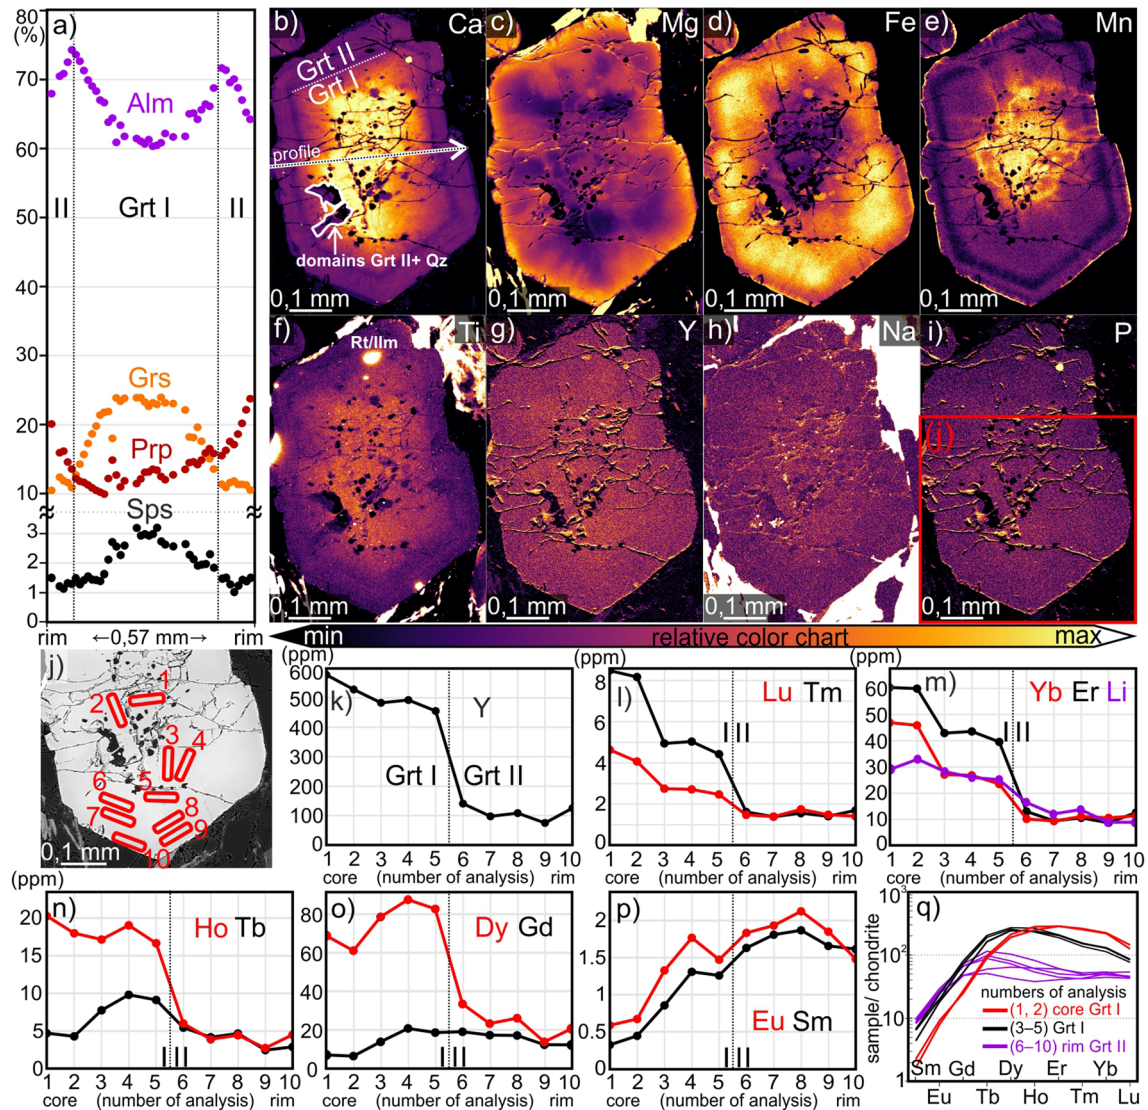 80
(%)
70
60
50
40
30
20
10
≈
3
2
1
0
a)
Alm
II Grt I II
Grs
Prp
Sps
≈
rim ←0,57 mm→ rim
b) Ca
Grt II
Grt I
profile
domains Grt II+ Qz
0,1 mm
c) Mg
0,1 mm
d) Fe
0,1 mm
e) Mn
0,1 mm
f) Ti
Rt/Ilm
0,1 mm
g) Y
0,1 mm
h) Na
0,1 mm
i) P
(j)
0,1 mm
min relative color chart max
j)
1
2
3 4
5
6
7
8
9
10
0,1 mm
(ppm)
600
500
400
300
200
100
0
k) Y
Grt I Grt II
1 2 3 4 5 6 7 8 9 10
core (number of analysis) rim
(ppm)
8
6
4
2
0
l) Lu Tm
I II
1 2 3 4 5 6 7 8 9 10
core (number of analysis) rim
(ppm)
60
50
40
30
20
10
0
m) Yb Er Li
I II
1 2 3 4 5 6 7 8 9 10
core (number of analysis) rim
(ppm)
20
15
10
5
0
n) Ho Tb
I II
1 2 3 4 5 6 7 8 9 10
core (number of analysis) rim
80
60
40
20
0
o) Dy Gd
I II
1 2 3 4 5 6 7 8 9 10
core (number of analysis) rim
2
1.5
1
0.5
0
p)
Eu Sm
I II
1 2 3 4 5 6 7 8 9 10
core (number of analysis) rim
10³
10²
10¹
1
sample/ chondrite
q)
numbers of analysis
(1, 2) core Grt I
(3–5) Grt I
(6–10) rim Grt II
Sm Gd Dy Er Yb
Eu Tb Ho Tm Lu